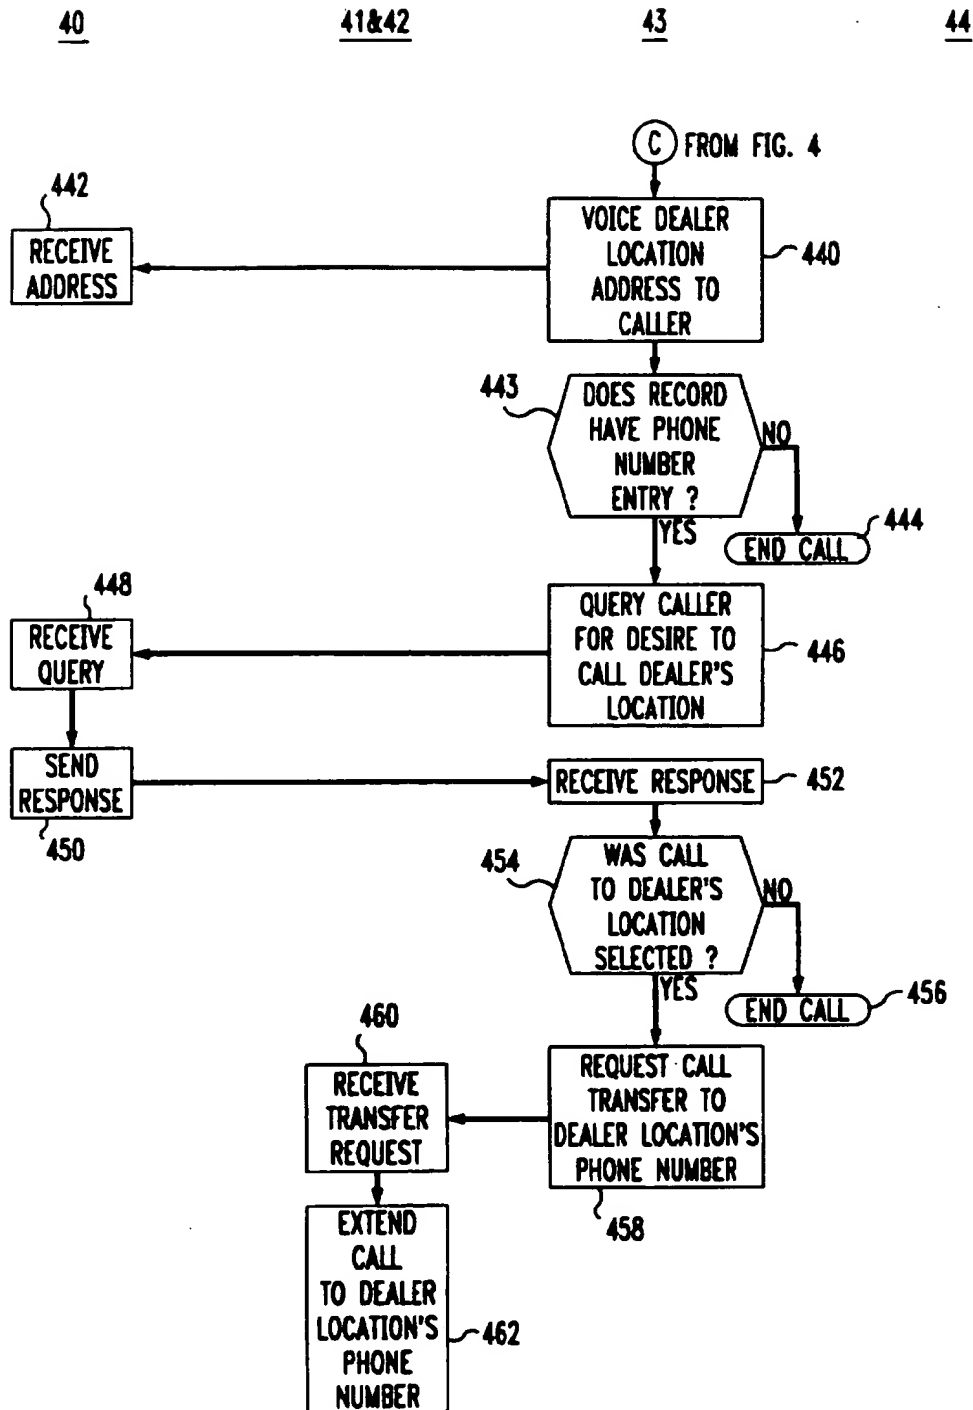 40 41&42 43 44
C FROM FIG. 4
442
RECEIVE
ADDRESS
VOICE DEALER
LOCATION
ADDRESS TO
CALLER
440
443
DOES RECORD
HAVE PHONE
NUMBER
ENTRY ?
NO
YES
444
END CALL
448
RECEIVE
QUERY
QUERY CALLER
FOR DESIRE TO
CALL DEALER'S
LOCATION
446
SEND
RESPONSE
450
RECEIVE RESPONSE
452
454
WAS CALL
TO DEALER'S
LOCATION
SELECTED ?
NO
YES
456
END CALL
460
RECEIVE
TRANSFER
REQUEST
REQUEST CALL
TRANSFER TO
DEALER LOCATION'S
PHONE NUMBER
458
EXTEND
CALL
TO DEALER
LOCATION'S
PHONE
NUMBER
462